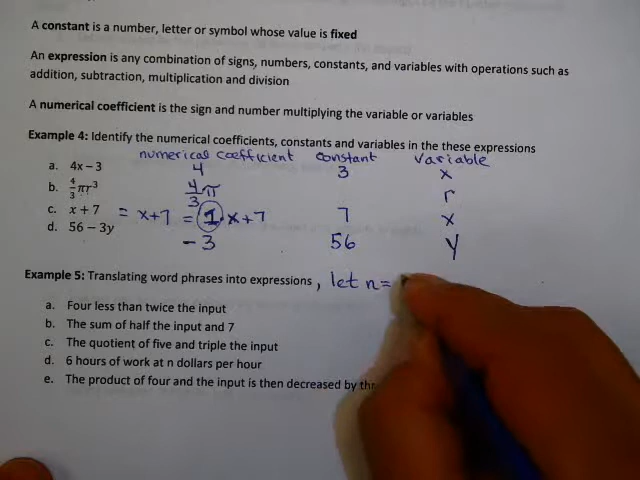 A constant is a number, letter or symbol whose value is fixed
An expression is any combination of signs, numbers, constants, and variables with operations such as
addition, subtraction, multiplication and division
A numerical coefficient is the sign and number multiplying the variable or variables
Example 4: Identify the numerical coefficients, constants and variables in the these expressions
numerical coefficient constant variable
a. 4x – 3 4 3 x
b. 4/3 πr³ 4/3 π r
c. x + 7 = x+7 = 1·x+7 7 x
d. 56 – 3y –3 56 y
Example 5: Translating word phrases into expressions , let n=
a. Four less than twice the input
b. The sum of half the input and 7
c. The quotient of five and triple the input
d. 6 hours of work at n dollars per hour
e. The product of four and the input is then decreased by